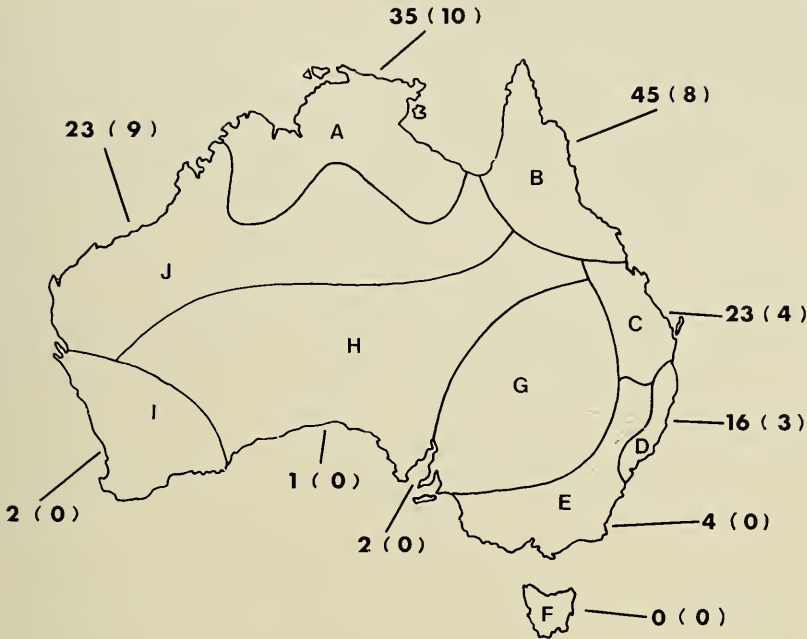 35 (10)
45 (8)
23 (9)
A
B
J
C
23 (4)
H
G
I
D
16 (3)
1 (0)
2 (0)
E
2 (0)
4 (0)
F
0 (0)